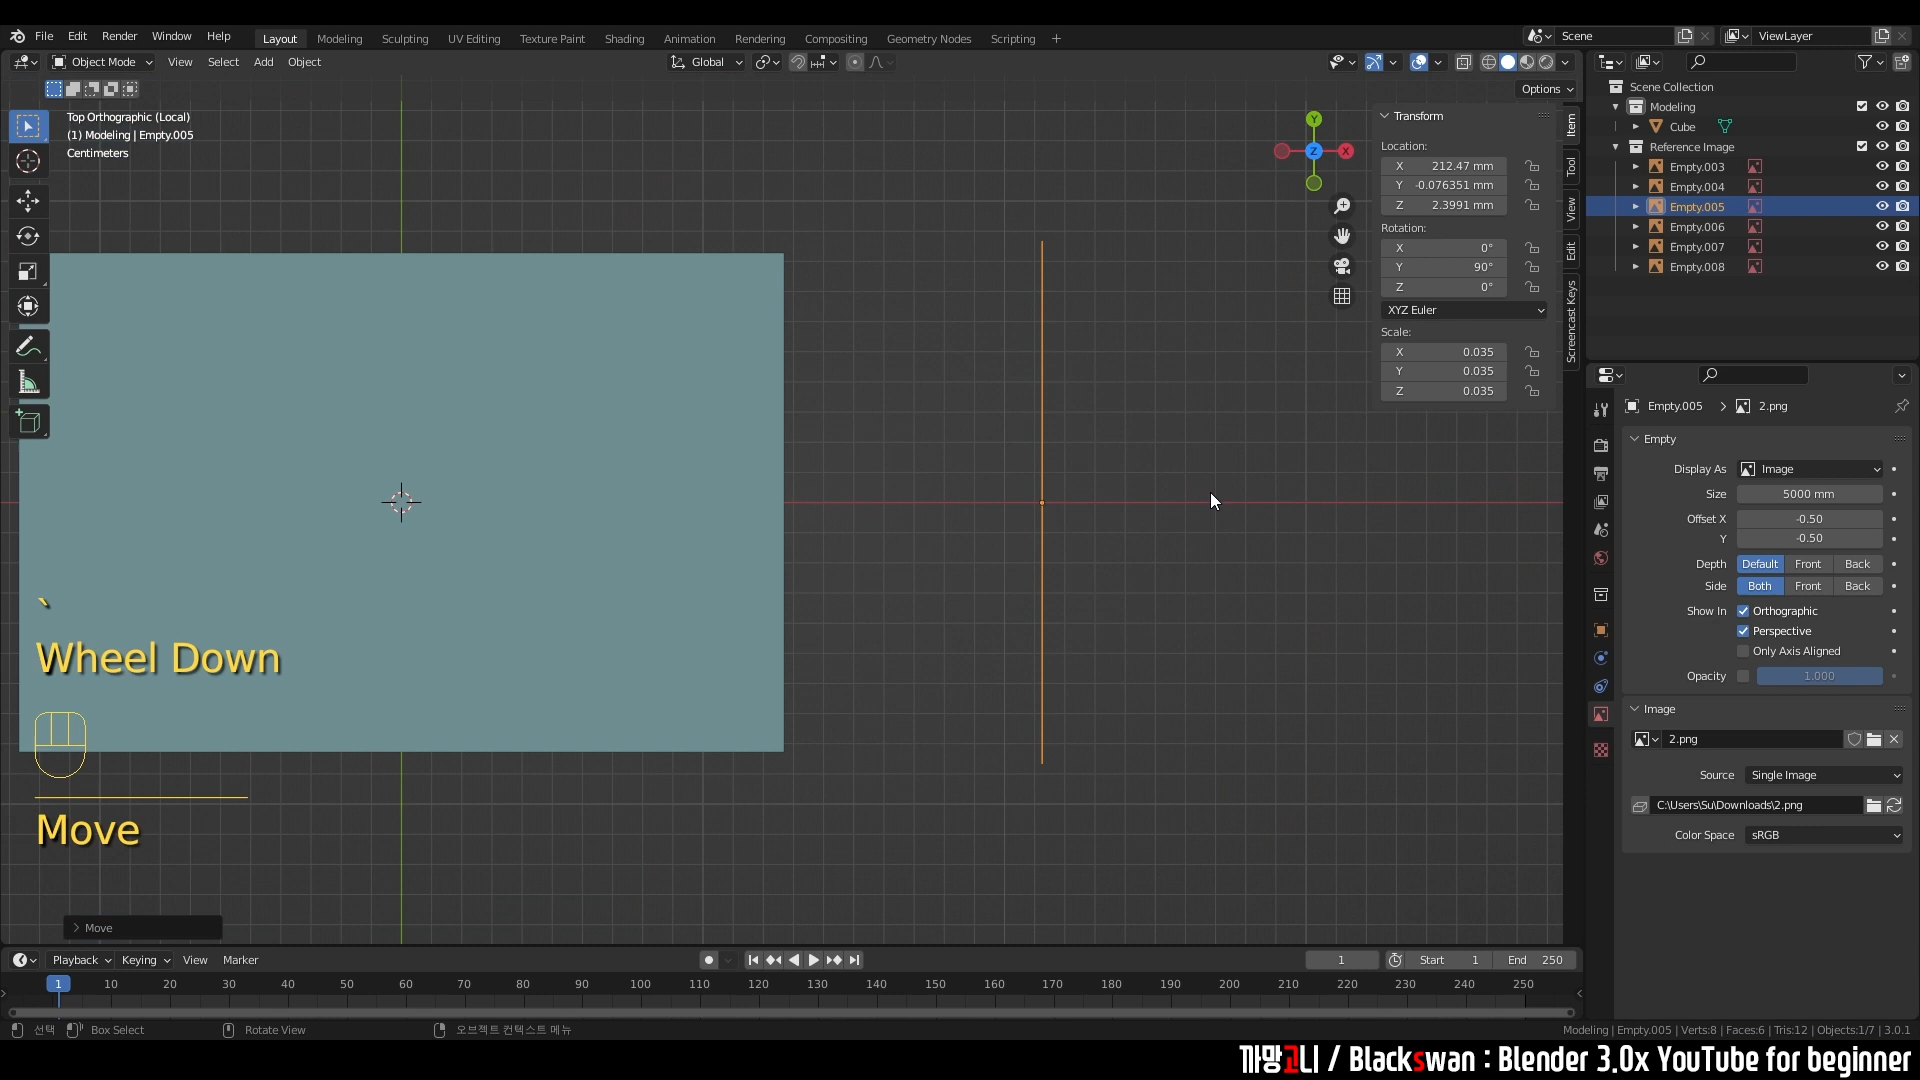 File Edit Render Window Help Layout Modeling Sculpting UV Editing Texture Paint Shading Animation Rendering Compositing Geometry Nodes Scripting + Scene ViewLayer
Object Mode View Select Add Object Global
Options
Top Orthographic (Local)
(1) Modeling | Empty.005
Centimeters
Y
X
Z
Transform
Location:
X 212.47 mm
Y -0.076351 mm
Z 2.3991 mm
Rotation:
X 0°
Y 90°
Z 0°
XYZ Euler
Scale:
X 0.035
Y 0.035
Z 0.035
Item
Tool
View
Edit
Screencast Keys
Scene Collection
Modeling
Cube
Reference Image
Empty.003
Empty.004
Empty.005
Empty.006
Empty.007
Empty.008
Empty.005 > 2.png
Empty
Display As Image
Size 5000 mm
Offset X -0.50
Y -0.50
Depth Default Front Back
Side Both Front Back
Show In Orthographic
Perspective
Only Axis Aligned
Opacity 1.000
Image
2.png
Source Single Image
C:\Users\Su\Downloads\2.png
Color Space sRGB
`
Wheel Down
Move
> Move
Playback Keying View Marker 1 Start 1 End 250
1 10 20 30 40 50 60 70 80 90 100 110 120 130 140 150 160 170 180 190 200 210 220 230 240 250
선택 Box Select Rotate View 오브젝트 컨텍스트 메뉴 Modeling | Empty.005 | Verts:8 | Faces:6 | Tris:12 | Objects:1/7 | 3.0.1
까망고니 / Blackswan : Blender 3.0x YouTube for beginner